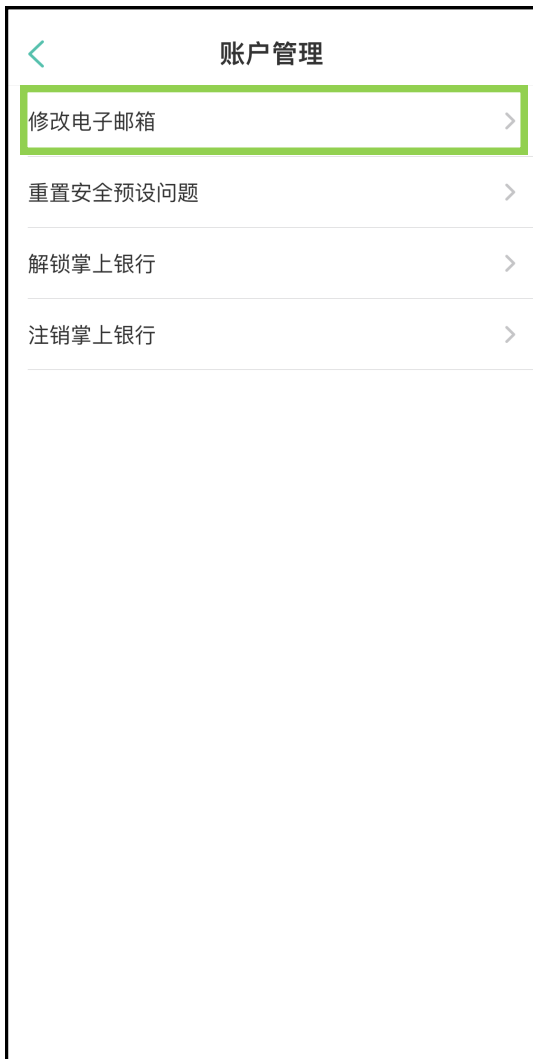 账户管理
修改电子邮箱
重置安全预设问题
解锁掌上银行
注销掌上银行